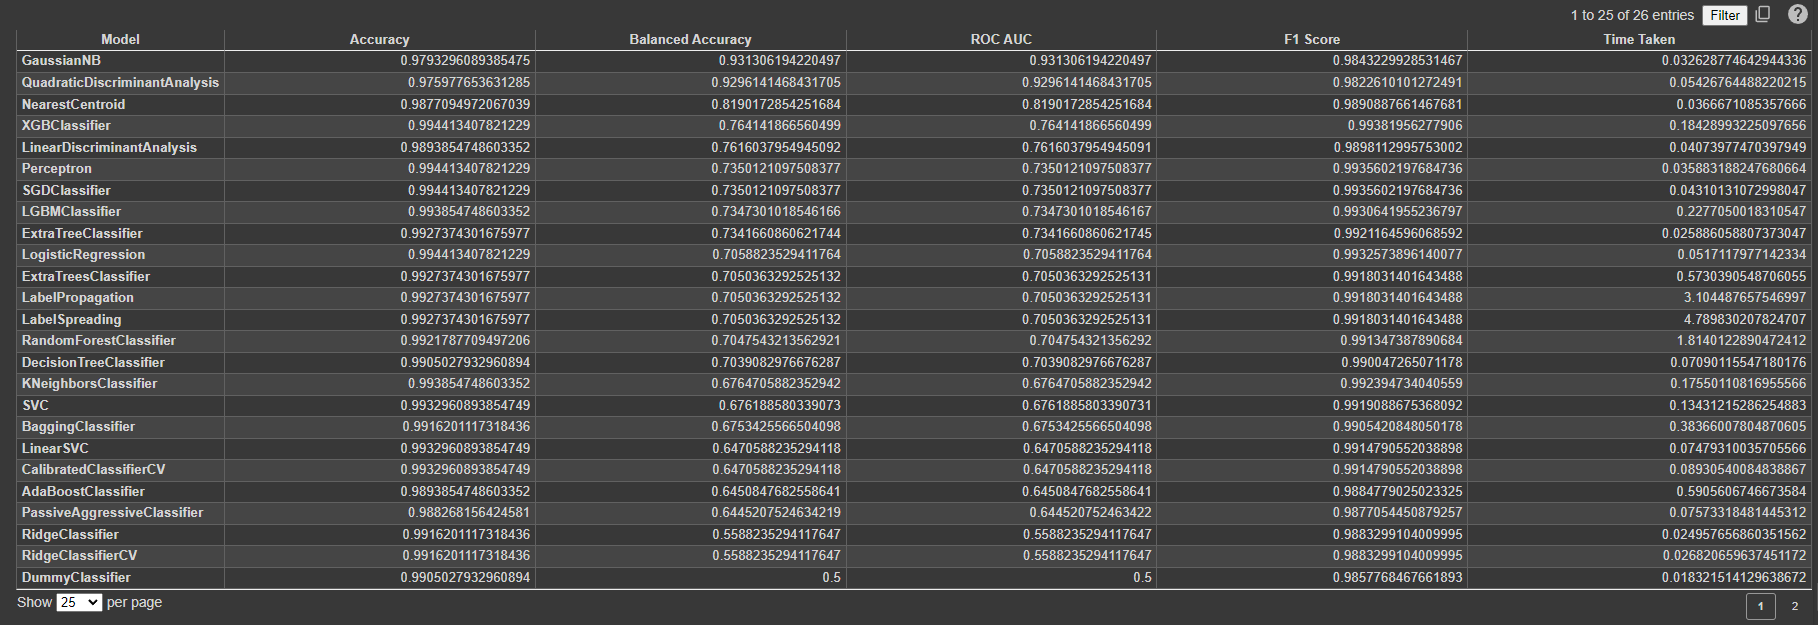 1 to 25 of 26 entries Filter
Model Accuracy Balanced Accuracy ROC AUC F1 Score Time Taken
GaussianNB 0.9793296089385475 0.931306194220497 0.931306194220497 0.9843229928531467 0.032628774642944336
QuadraticDiscriminantAnalysis 0.975977653631285 0.9296141468431705 0.9296141468431705 0.9822610101272491 0.05426764488220215
NearestCentroid 0.9877094972067039 0.8190172854251684 0.8190172854251684 0.9890887661467681 0.0366671085357666
XGBClassifier 0.994413407821229 0.764141866560499 0.764141866560499 0.99381956277906 0.18428993225097656
LinearDiscriminantAnalysis 0.9893854748603352 0.7616037954945092 0.7616037954945091 0.9898112995753002 0.04073977470397949
Perceptron 0.994413407821229 0.7350121097508377 0.7350121097508377 0.9935602197684736 0.035883188247680664
SGDClassifier 0.994413407821229 0.7350121097508377 0.7350121097508377 0.9935602197684736 0.04310131072998047
LGBMClassifier 0.993854748603352 0.7347301018546166 0.7347301018546167 0.9930641955236797 0.2277050018310547
ExtraTreeClassifier 0.9927374301675977 0.7341660860621744 0.7341660860621745 0.9921164596068592 0.025886058807373047
LogisticRegression 0.994413407821229 0.7058823529411764 0.7058823529411764 0.9932573896140077 0.0517117977142334
ExtraTreesClassifier 0.9927374301675977 0.7050363292525132 0.7050363292525131 0.9918031401643488 0.5730390548706055
LabelPropagation 0.9927374301675977 0.7050363292525132 0.7050363292525131 0.9918031401643488 3.104487657546997
LabelSpreading 0.9927374301675977 0.7050363292525132 0.7050363292525131 0.9918031401643488 4.789830207824707
RandomForestClassifier 0.9921787709497206 0.7047543213562921 0.704754321356292 0.991347387890684 1.8140122890472412
DecisionTreeClassifier 0.9905027932960894 0.7039082976676287 0.7039082976676287 0.990047265071178 0.07090115547180176
KNeighborsClassifier 0.993854748603352 0.6764705882352942 0.6764705882352942 0.992394734040559 0.17550110816955566
SVC 0.9932960893854749 0.676188580339073 0.6761885803390731 0.9919088675368092 0.13431215286254883
BaggingClassifier 0.9916201117318436 0.6753425566504098 0.6753425566504098 0.9905420848050178 0.38366007804870605
LinearSVC 0.9932960893854749 0.6470588235294118 0.6470588235294118 0.9914790552038898 0.07479310035705566
CalibratedClassifierCV 0.9932960893854749 0.6470588235294118 0.6470588235294118 0.9914790552038898 0.08930540084838867
AdaBoostClassifier 0.9893854748603352 0.6450847682558641 0.6450847682558641 0.9884779025023325 0.5905606746673584
PassiveAggressiveClassifier 0.988268156424581 0.6445207524634219 0.644520752463422 0.9877054450879257 0.07573318481445312
RidgeClassifier 0.9916201117318436 0.5588235294117647 0.5588235294117647 0.9883299104009995 0.024957656860351562
RidgeClassifierCV 0.9916201117318436 0.5588235294117647 0.5588235294117647 0.9883299104009995 0.026820659637451172
DummyClassifier 0.9905027932960894 0.5 0.5 0.9857768467661893 0.018321514129638672
Show 25 per page 1 2